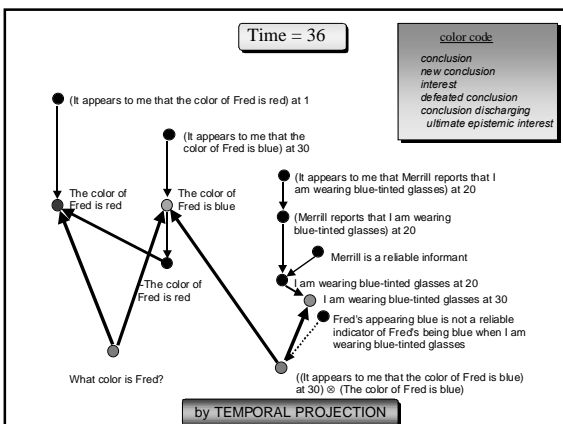 Time = 36
color code
conclusion
new conclusion
interest
defeated conclusion
conclusion discharging
ultimate epistemic interest
(It appears to me that the color of Fred is red) at 1
(It appears to me that the
color of Fred is blue) at 30
(It appears to me that Merrill reports that I
am wearing blue-tinted glasses) at 20
The color of
Fred is red
The color of
Fred is blue
(Merrill reports that I am wearing
blue-tinted glasses) at 20
Merrill is a reliable informant
~The color of
Fred is red
I am wearing blue-tinted glasses at 20
I am wearing blue-tinted glasses at 30
Fred's appearing blue is not a reliable
indicator of Fred's being blue when I am
wearing blue-tinted glasses
What color is Fred?
((It appears to me that the color of Fred is blue)
at 30) ⊗ (The color of Fred is blue)
by TEMPORAL PROJECTION